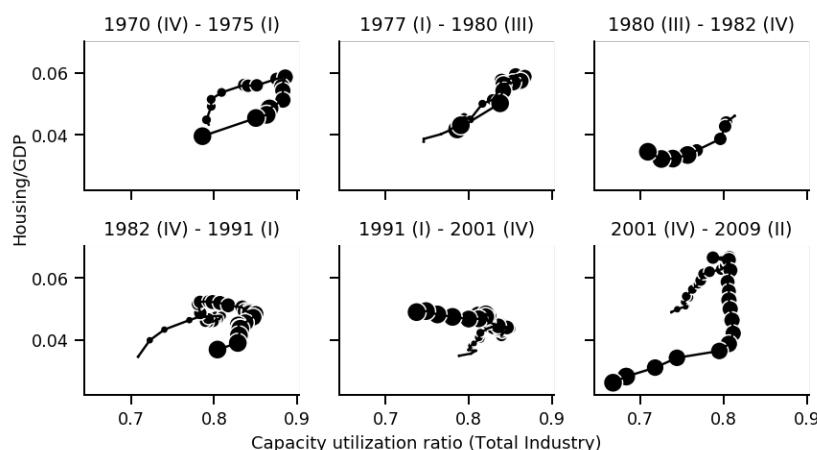 1970 (IV) - 1975 (I)
1977 (I) - 1980 (III)
1980 (III) - 1982 (IV)
0.06
0.04
Housing/GDP
1982 (IV) - 1991 (I)
1991 (I) - 2001 (IV)
2001 (IV) - 2009 (II)
0.06
0.04
0.7 0.8 0.9 0.7 0.8 0.9 0.7 0.8 0.9
Capacity utilization ratio (Total Industry)